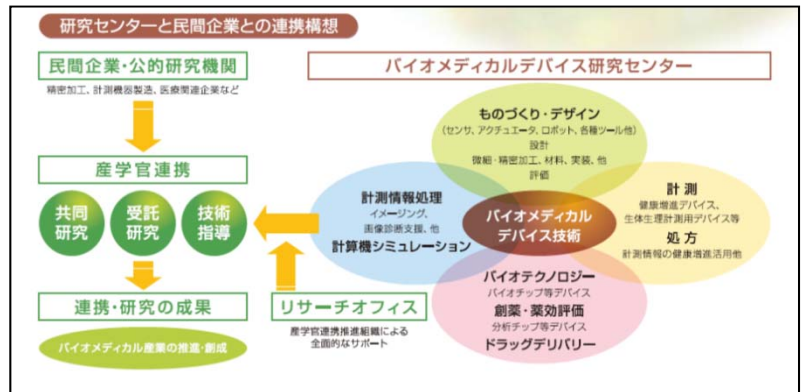 研究センターと民間企業との連携構想
民間企業・公的研究機関
精密加工、計測機器製造、医療関連企業など
産学官連携
共同
研究
受託
研究
技術
指導
連携・研究の成果
バイオメディカル産業の推進・創成
リサーチオフィス
産学官連携推進組織による
全面的なサポート
バイオメディカルデバイス研究センター
ものづくり・デザイン
（センサ、アクチュエータ、ロボット、各種ツール他）
設計
微細・精密加工、材料、実装、他
評価
計測情報処理
イメージング、
画像診断支援、他
計算機シミュレーション
バイオメディカル
デバイス技術
計測
健康増進デバイス、
生体生理計測用デバイス等
処方
計測情報の健康増進活用他
バイオテクノロジー
バイオチップ等デバイス
創薬・薬効評価
分析チップ等デバイス
ドラッグデリバリー